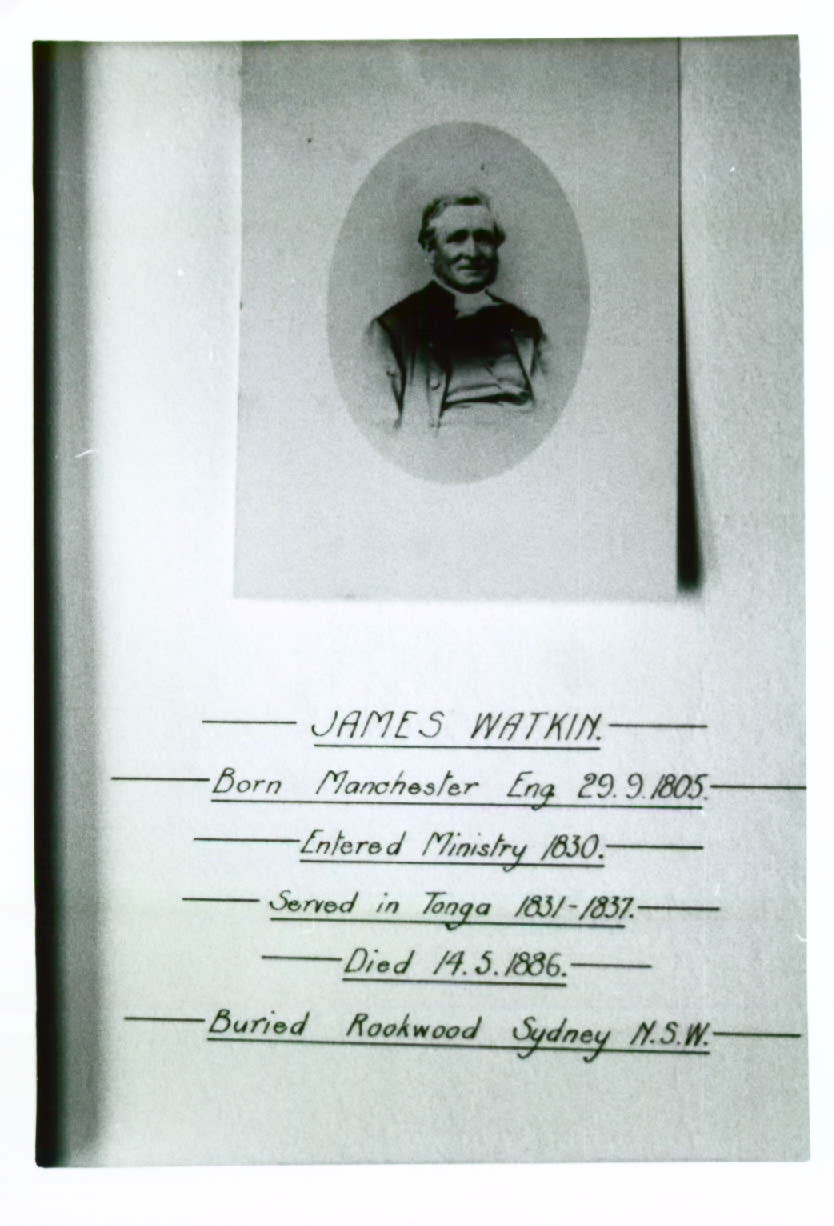 JAMES WATKIN.
Born Manchester Eng 29.9.1805.
Entered Ministry 1830.
Served in Tonga 1831-1837.
Died 14.5.1886.
Buried Rookwood Sydney N.S.W.